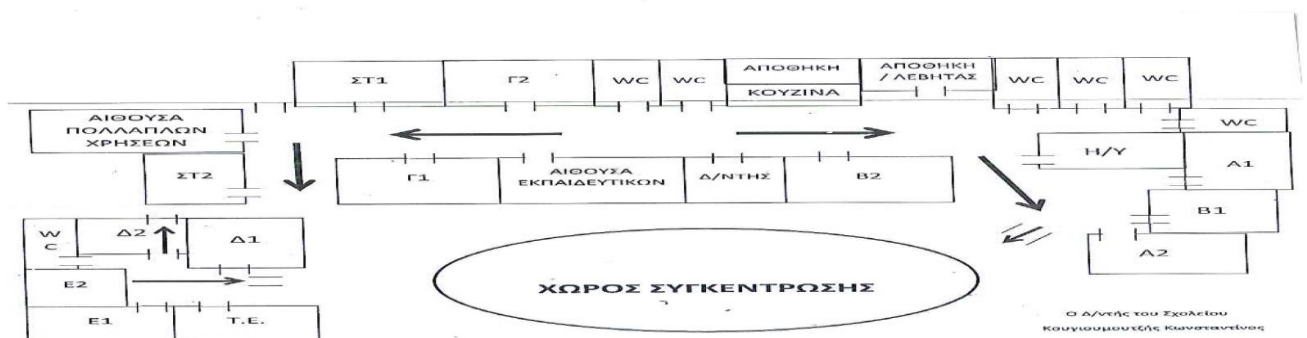 ΣΤ1
Γ2
WC
WC
ΑΠΟΘΗΚΗ
ΚΟΥΖΙΝΑ
ΑΠΟΘΗΚΗ
/ ΛΕΒΗΤΑΣ
WC
WC
WC
ΑΙΘΟΥΣΑ
ΠΟΛΛΑΠΛΩΝ
ΧΡΗΣΕΩΝ
WC
Η/Υ
Α1
ΣΤ2
Γ1
ΑΙΘΟΥΣΑ
ΕΚΠΑΙΔΕΥΤΙΚΩΝ
Δ/ΝΤΗΣ
Β2
Β1
W
C
Δ2
Δ1
Α2
Ε2
ΧΩΡΟΣ ΣΥΓΚΕΝΤΡΩΣΗΣ
Ε1
Τ.Ε.
Ο Δ/ντής του Σχολείου
Κουγιουμουτζής Κωνσταντίνος